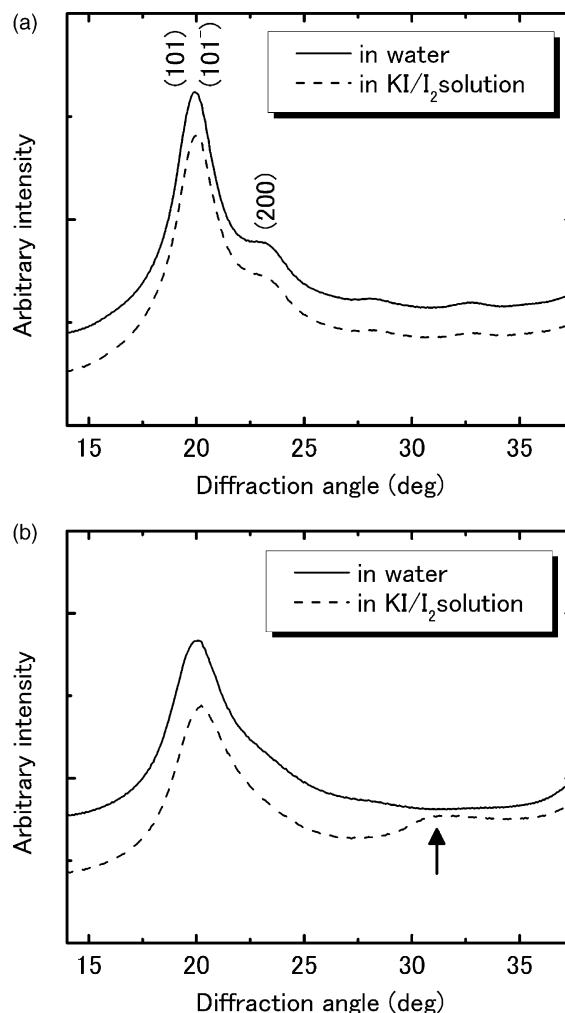 (a)
(101)
(101⁻)
in water
in KI/I₂solution
(200)
Arbitrary intensity
15 20 25 30 35
Diffraction angle (deg)
(b)
in water
in KI/I₂solution
Arbitrary intensity
15 20 25 30 35
Diffraction angle (deg)